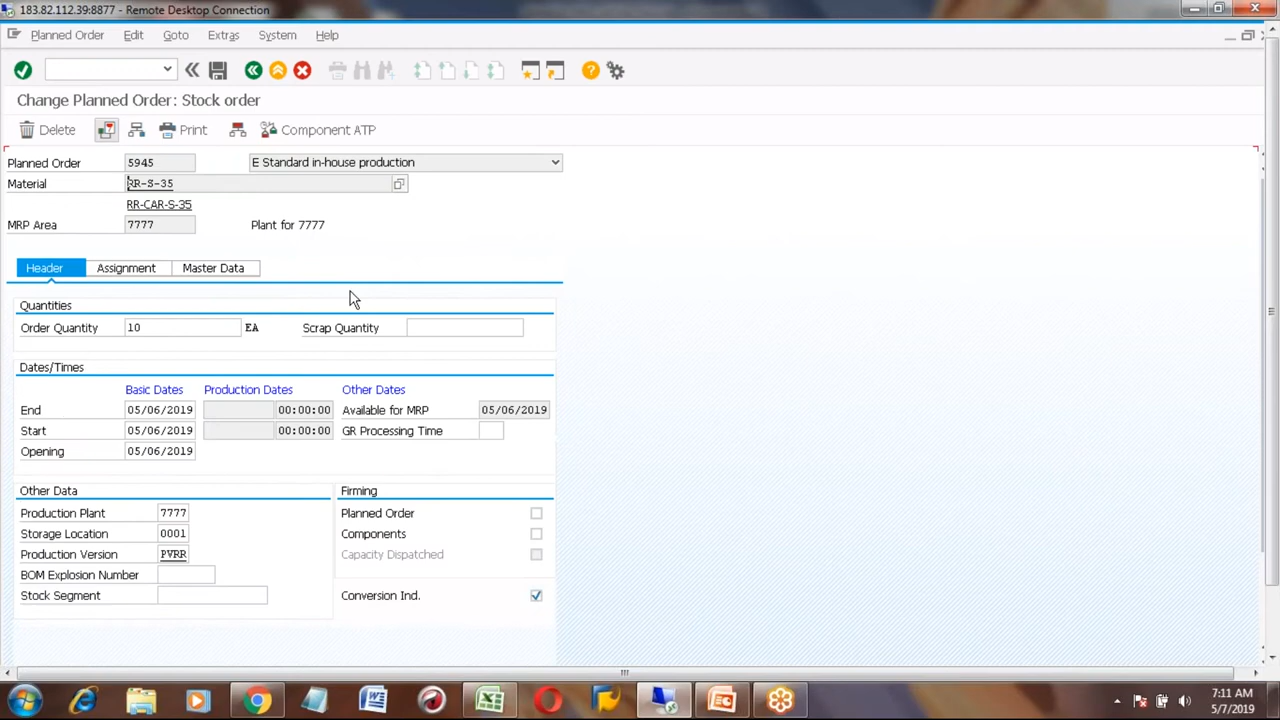 183.82.112.39:8877 - Remote Desktop Connection
Planned Order Edit Goto Extras System Help
Change Planned Order: Stock order
Delete Print Component ATP
Planned Order 5945 E Standard in-house production
Material RR-S-35
RR-CAR-S-35
MRP Area 7777 Plant for 7777
Header Assignment Master Data
Quantities
Order Quantity 10 EA Scrap Quantity
Dates/Times
Basic Dates Production Dates Other Dates
End 05/06/2019 00:00:00 Available for MRP 05/06/2019
Start 05/06/2019 00:00:00 GR Processing Time
Opening 05/06/2019
Other Data Firming
Production Plant 7777 Planned Order
Storage Location 0001 Components
Production Version PVRR Capacity Dispatched
BOM Explosion Number
Stock Segment Conversion Ind.
7:11 AM
5/7/2019